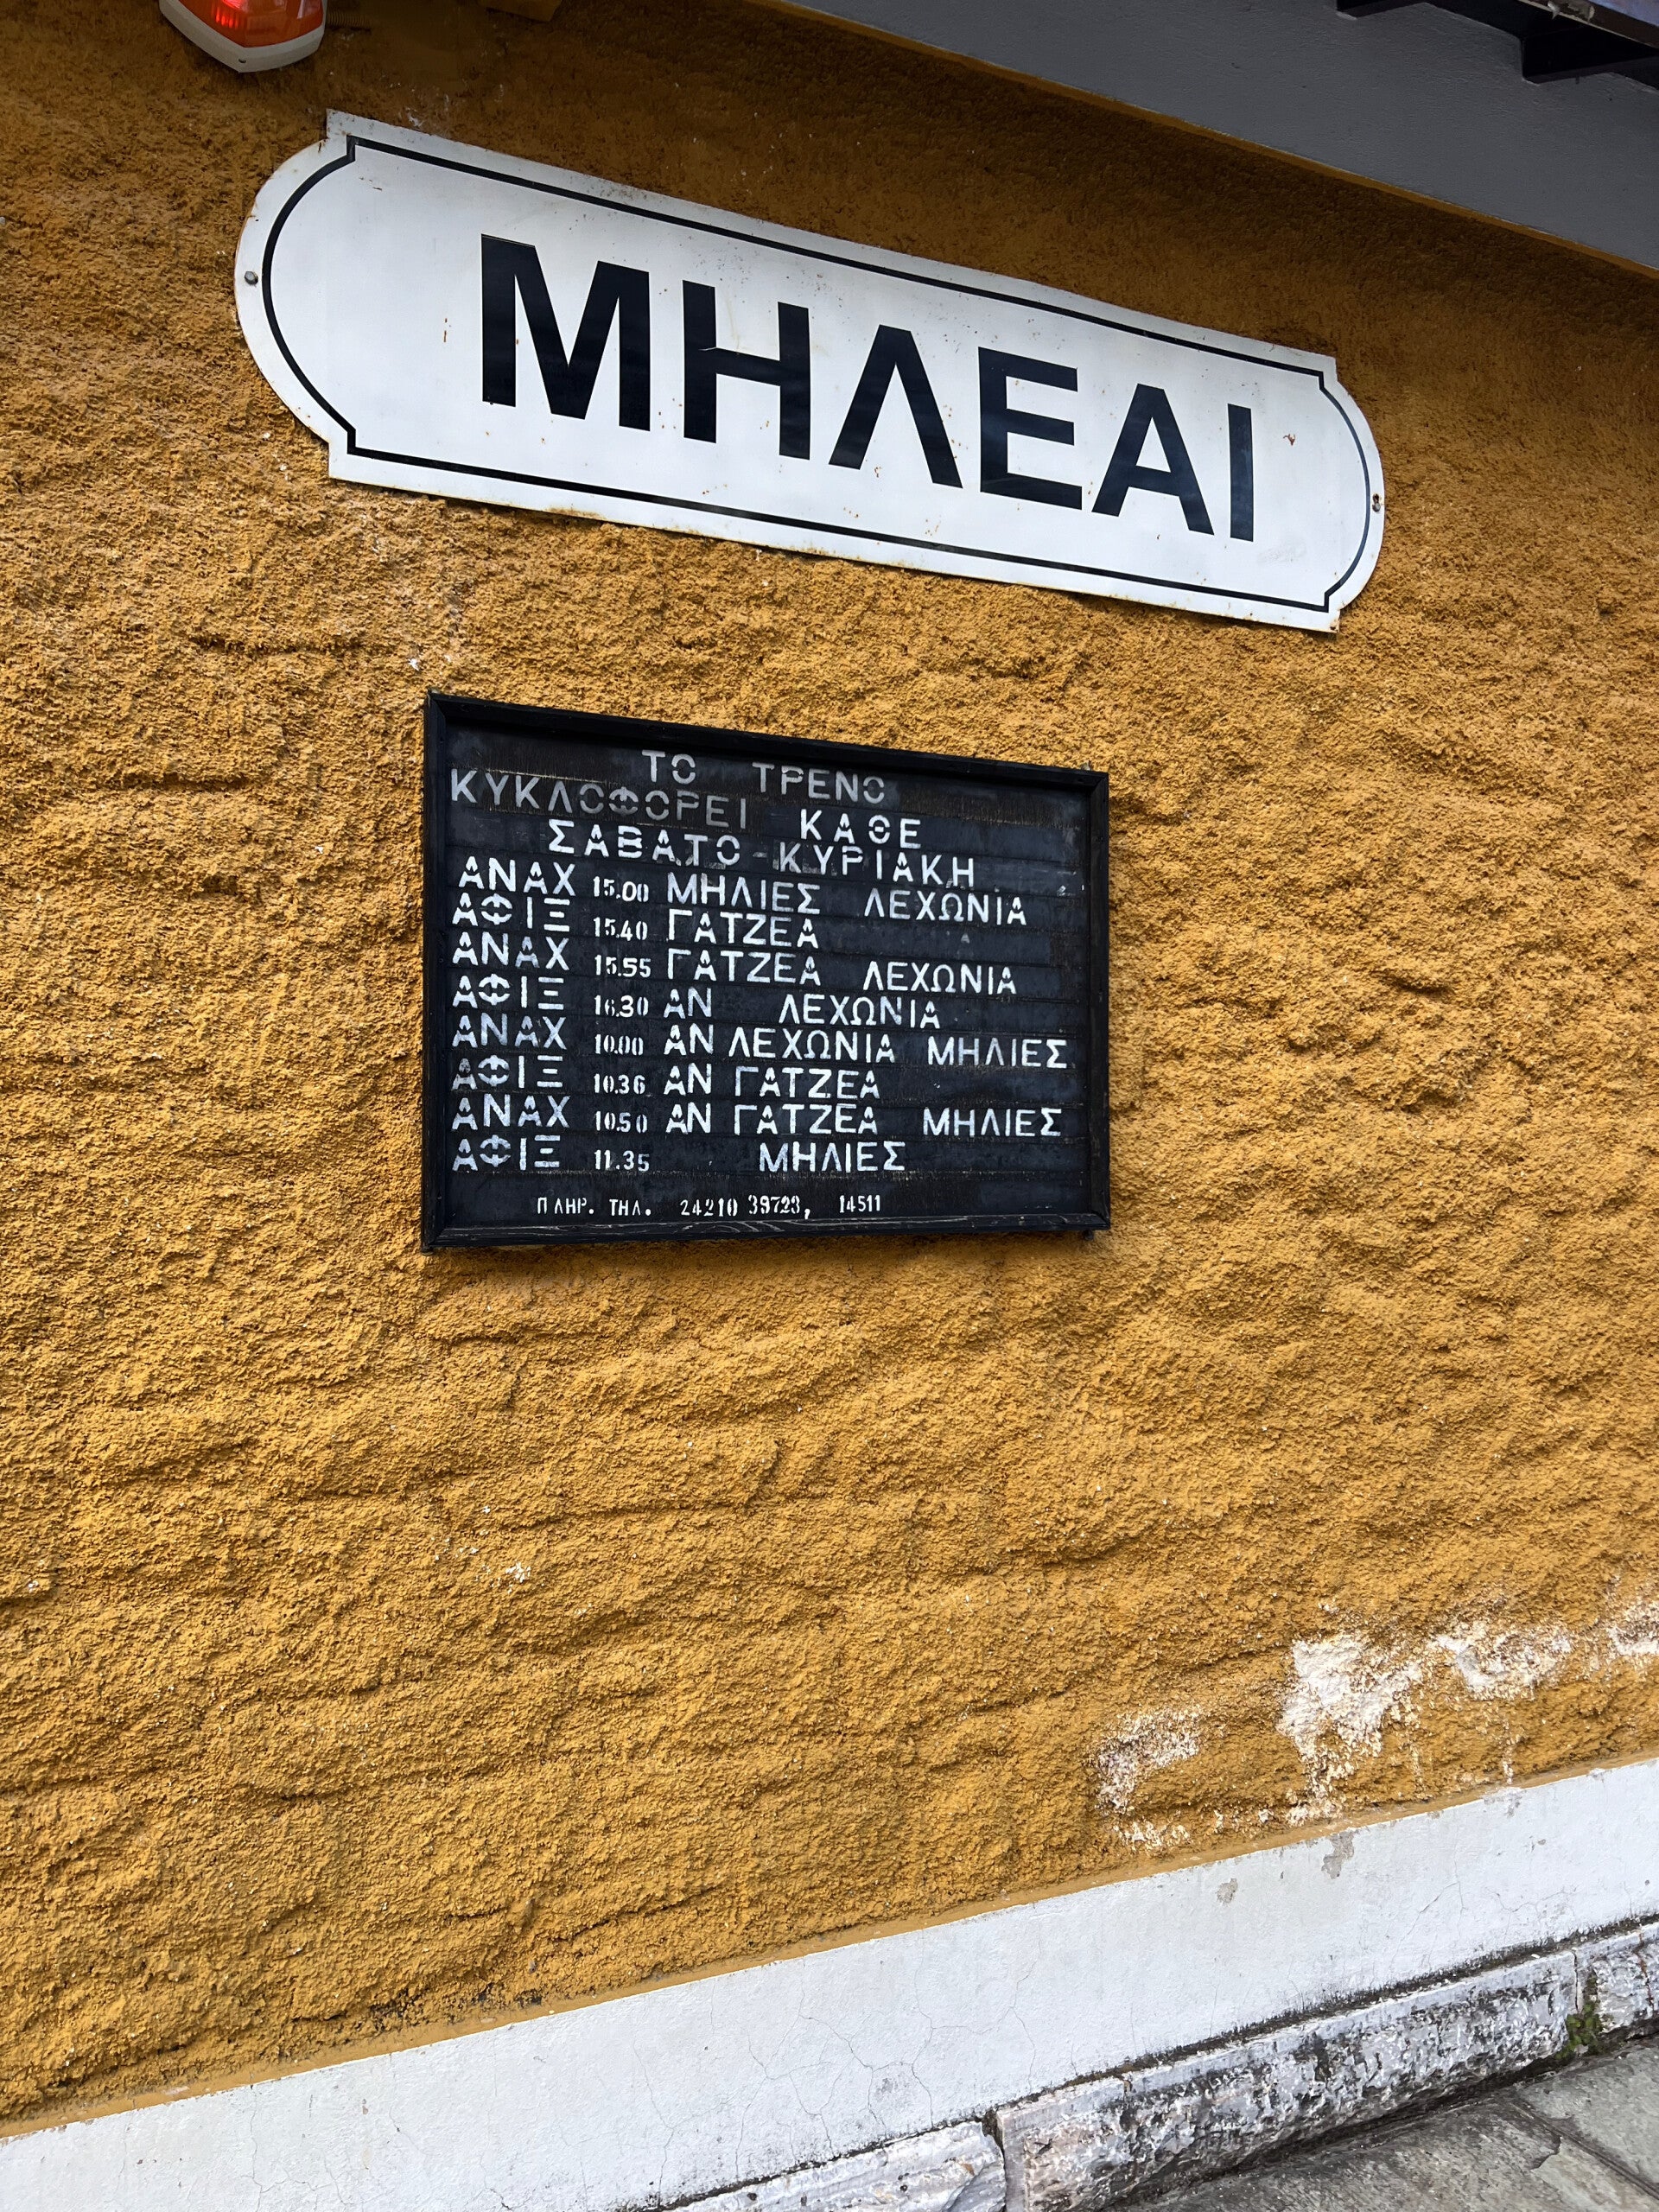 ΜΗΛΕΑΙ
ΤΟ ΤΡΕΝΟ
ΚΥΚΛΟΦΟΡΕΙ ΚΑΘΕ
ΣΑΒΑΤΟ-ΚΥΡΙΑΚΗ
ΑΝΑΧ 15.00 ΜΗΛΙΕΣ ΛΕΧΩΝΙΑ
ΑΦΙΞ 15.40 ΓΑΤΖΕΑ
ΑΝΑΧ 15.55 ΓΑΤΖΕΑ ΛΕΧΩΝΙΑ
ΑΦΙΞ 16.30 ΑΝ ΛΕΧΩΝΙΑ
ΑΝΑΧ 10.00 ΑΝ ΛΕΧΩΝΙΑ ΜΗΛΙΕΣ
ΑΦΙΞ 10.36 ΑΝ ΓΑΤΖΕΑ
ΑΝΑΧ 10.50 ΑΝ ΓΑΤΖΕΑ ΜΗΛΙΕΣ
ΑΦΙΞ 11.35 ΜΗΛΙΕΣ
ΠΛΗΡ. ΤΗΛ. 24210 39723, 14511